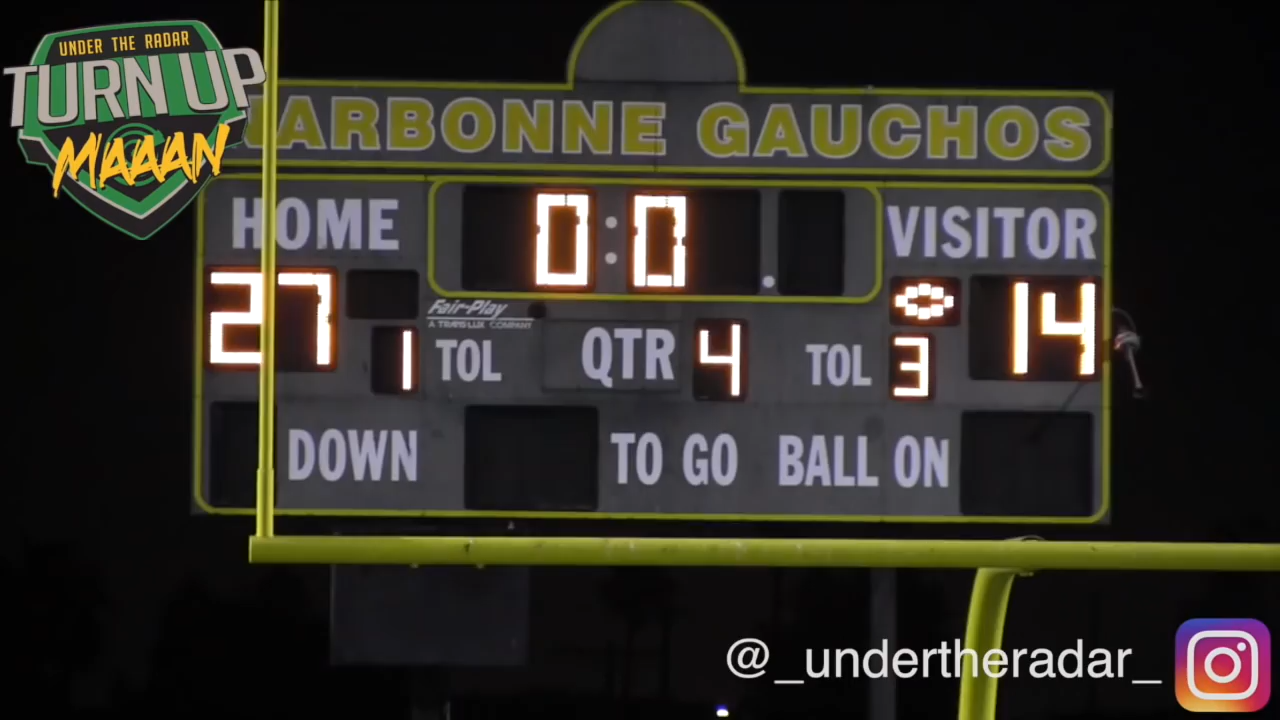 UNDER THE RADAR
TURN UP
MAAAN
ARBONNE GAUCHOS
HOME
0:0
VISITOR
27
14
Fair-Play
A TRANS-LUX COMPANY
1 TOL
QTR 4
TOL 3
DOWN
TO GO
BALL ON
@_undertheradar_